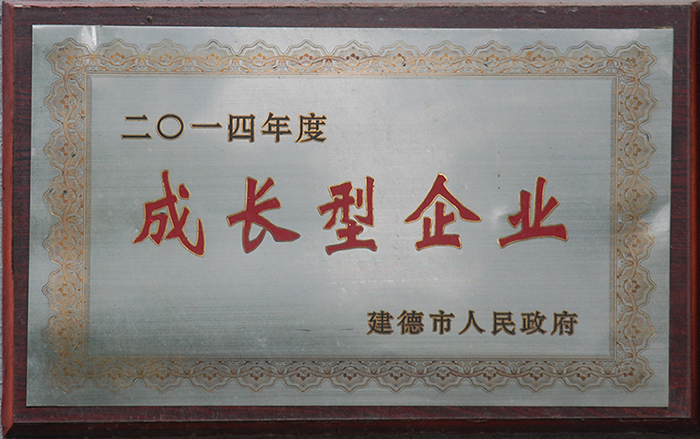 二〇一四年度
成长型企业
建德市人民政府